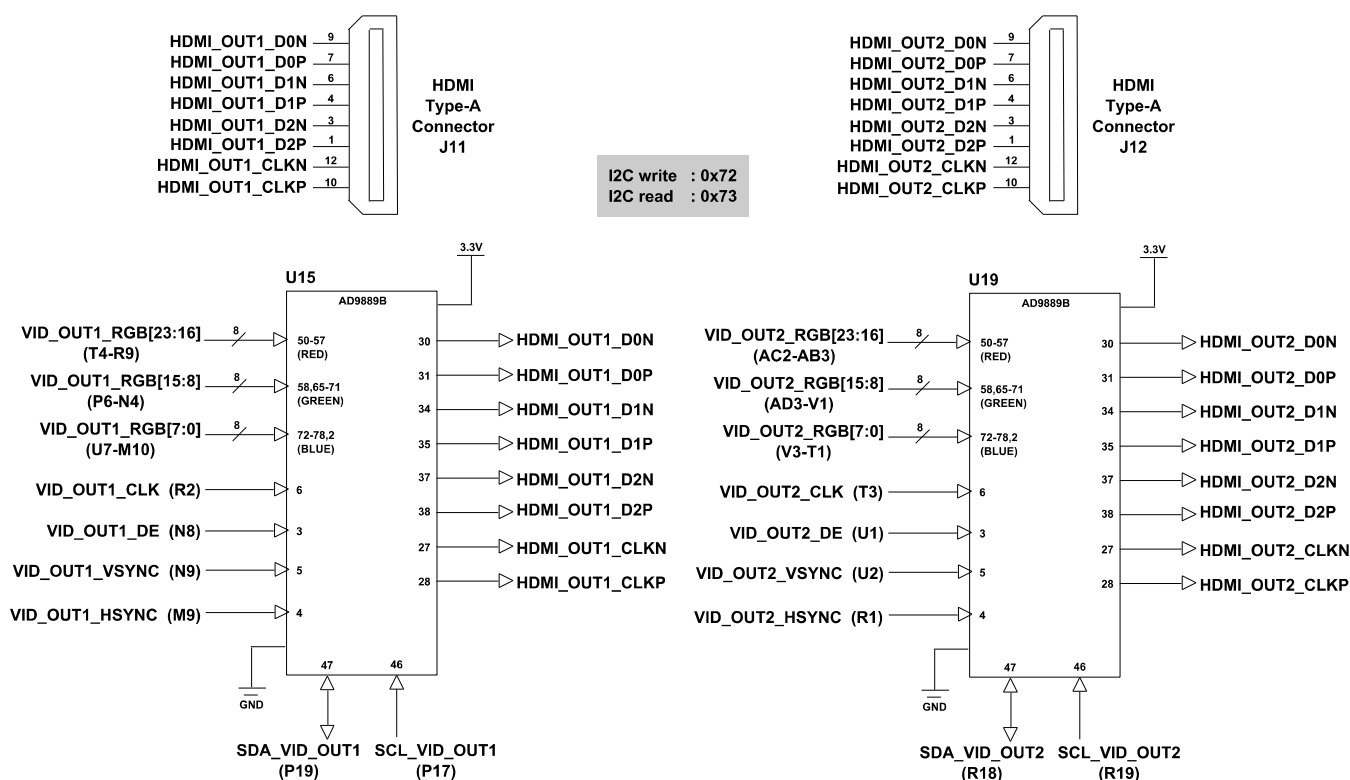 HDMI_OUT1_D0N 9
HDMI_OUT1_D0P 7
HDMI_OUT1_D1N 6
HDMI_OUT1_D1P 4
HDMI_OUT1_D2N 3
HDMI_OUT1_D2P 1
HDMI_OUT1_CLKN 12
HDMI_OUT1_CLKP 10
HDMI
Type-A
Connector
J11
I2C write : 0x72
I2C read : 0x73
HDMI_OUT2_D0N 9
HDMI_OUT2_D0P 7
HDMI_OUT2_D1N 6
HDMI_OUT2_D1P 4
HDMI_OUT2_D2N 3
HDMI_OUT2_D2P 1
HDMI_OUT2_CLKN 12
HDMI_OUT2_CLKP 10
HDMI
Type-A
Connector
J12
3.3V
U15
AD9889B
VID_OUT1_RGB[23:16] 8
(T4-R9)
50-57
(RED)
VID_OUT1_RGB[15:8] 8
(P6-N4)
58,65-71
(GREEN)
VID_OUT1_RGB[7:0] 8
(U7-M10)
72-78,2
(BLUE)
VID_OUT1_CLK (R2) 6
VID_OUT1_DE (N8) 3
VID_OUT1_VSYNC (N9) 5
VID_OUT1_HSYNC (M9) 4
30 HDMI_OUT1_D0N
31 HDMI_OUT1_D0P
34 HDMI_OUT1_D1N
35 HDMI_OUT1_D1P
37 HDMI_OUT1_D2N
38 HDMI_OUT1_D2P
27 HDMI_OUT1_CLKN
28 HDMI_OUT1_CLKP
47 46
GND
SDA_VID_OUT1 SCL_VID_OUT1
(P19) (P17)
3.3V
U19
AD9889B
VID_OUT2_RGB[23:16] 8
(AC2-AB3)
50-57
(RED)
VID_OUT2_RGB[15:8] 8
(AD3-V1)
58,65-71
(GREEN)
VID_OUT2_RGB[7:0] 8
(V3-T1)
72-78,2
(BLUE)
VID_OUT2_CLK (T3) 6
VID_OUT2_DE (U1) 3
VID_OUT2_VSYNC (U2) 5
VID_OUT2_HSYNC (R1) 4
30 HDMI_OUT2_D0N
31 HDMI_OUT2_D0P
34 HDMI_OUT2_D1N
35 HDMI_OUT2_D1P
37 HDMI_OUT2_D2N
38 HDMI_OUT2_D2P
27 HDMI_OUT2_CLKN
28 HDMI_OUT2_CLKP
47 46
GND
SDA_VID_OUT2 SCL_VID_OUT2
(R18) (R19)